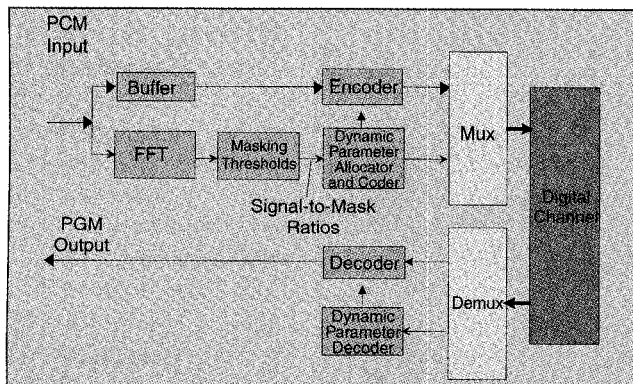 PCM
Input
Buffer
Encoder
Mux
FFT
Masking
Thresholds
Dynamic
Parameter
Allocator
and Coder
Signal-to-Mask
Ratios
Digital
Channel
PGM
Output
Decoder
Demux
Dynamic
Parameter
Decoder